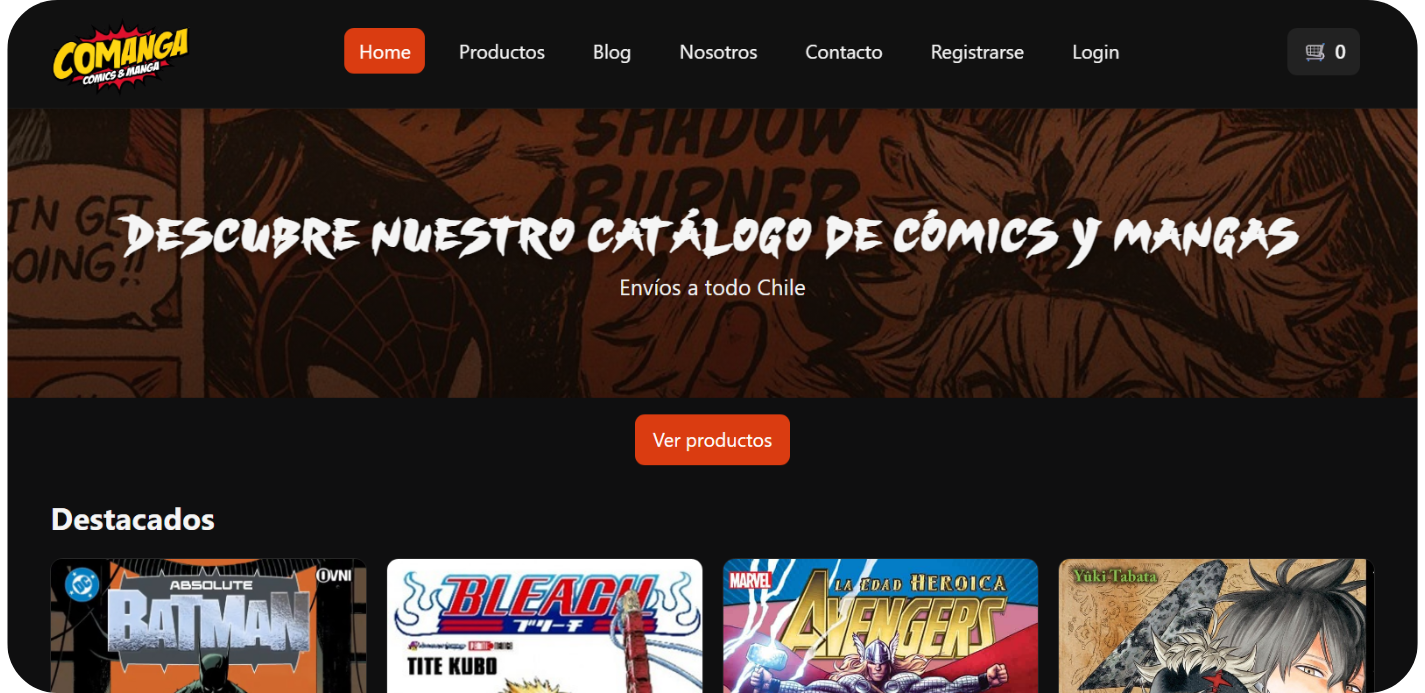 COMANGA
COMICS & MANGA
Home
Productos
Blog
Nosotros
Contacto
Registrarse
Login
0
SHADOW
BURNER
IN GET
OING!!
DESCUBRE NUESTRO CATÁLOGO DE CÓMICS Y MANGAS
Envíos a todo Chile
Ver productos
Destacados
DC
OVNI
ABSOLUTE
BATMAN
BLEACH
ブリーチ
TITE KUBO
MARVEL
LA EDAD HEROICA
AVENGERS
Yûki Tabata